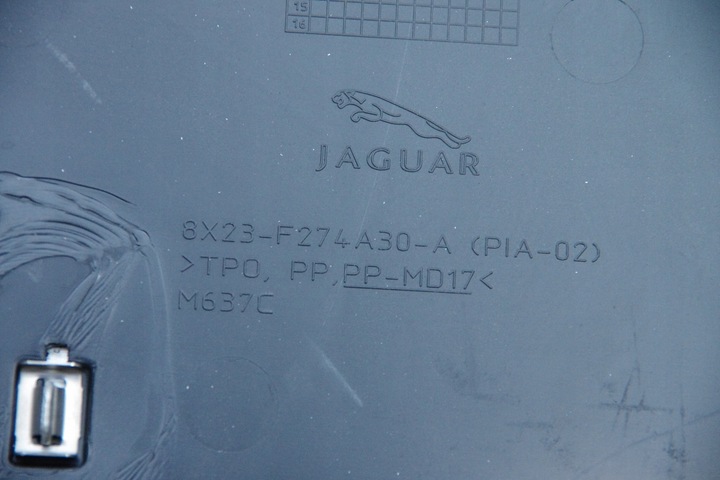 15
16
JAGUAR
8X23-F274A30-A (PIA-02)
>TPO, PP, PP-MD17<
M637C